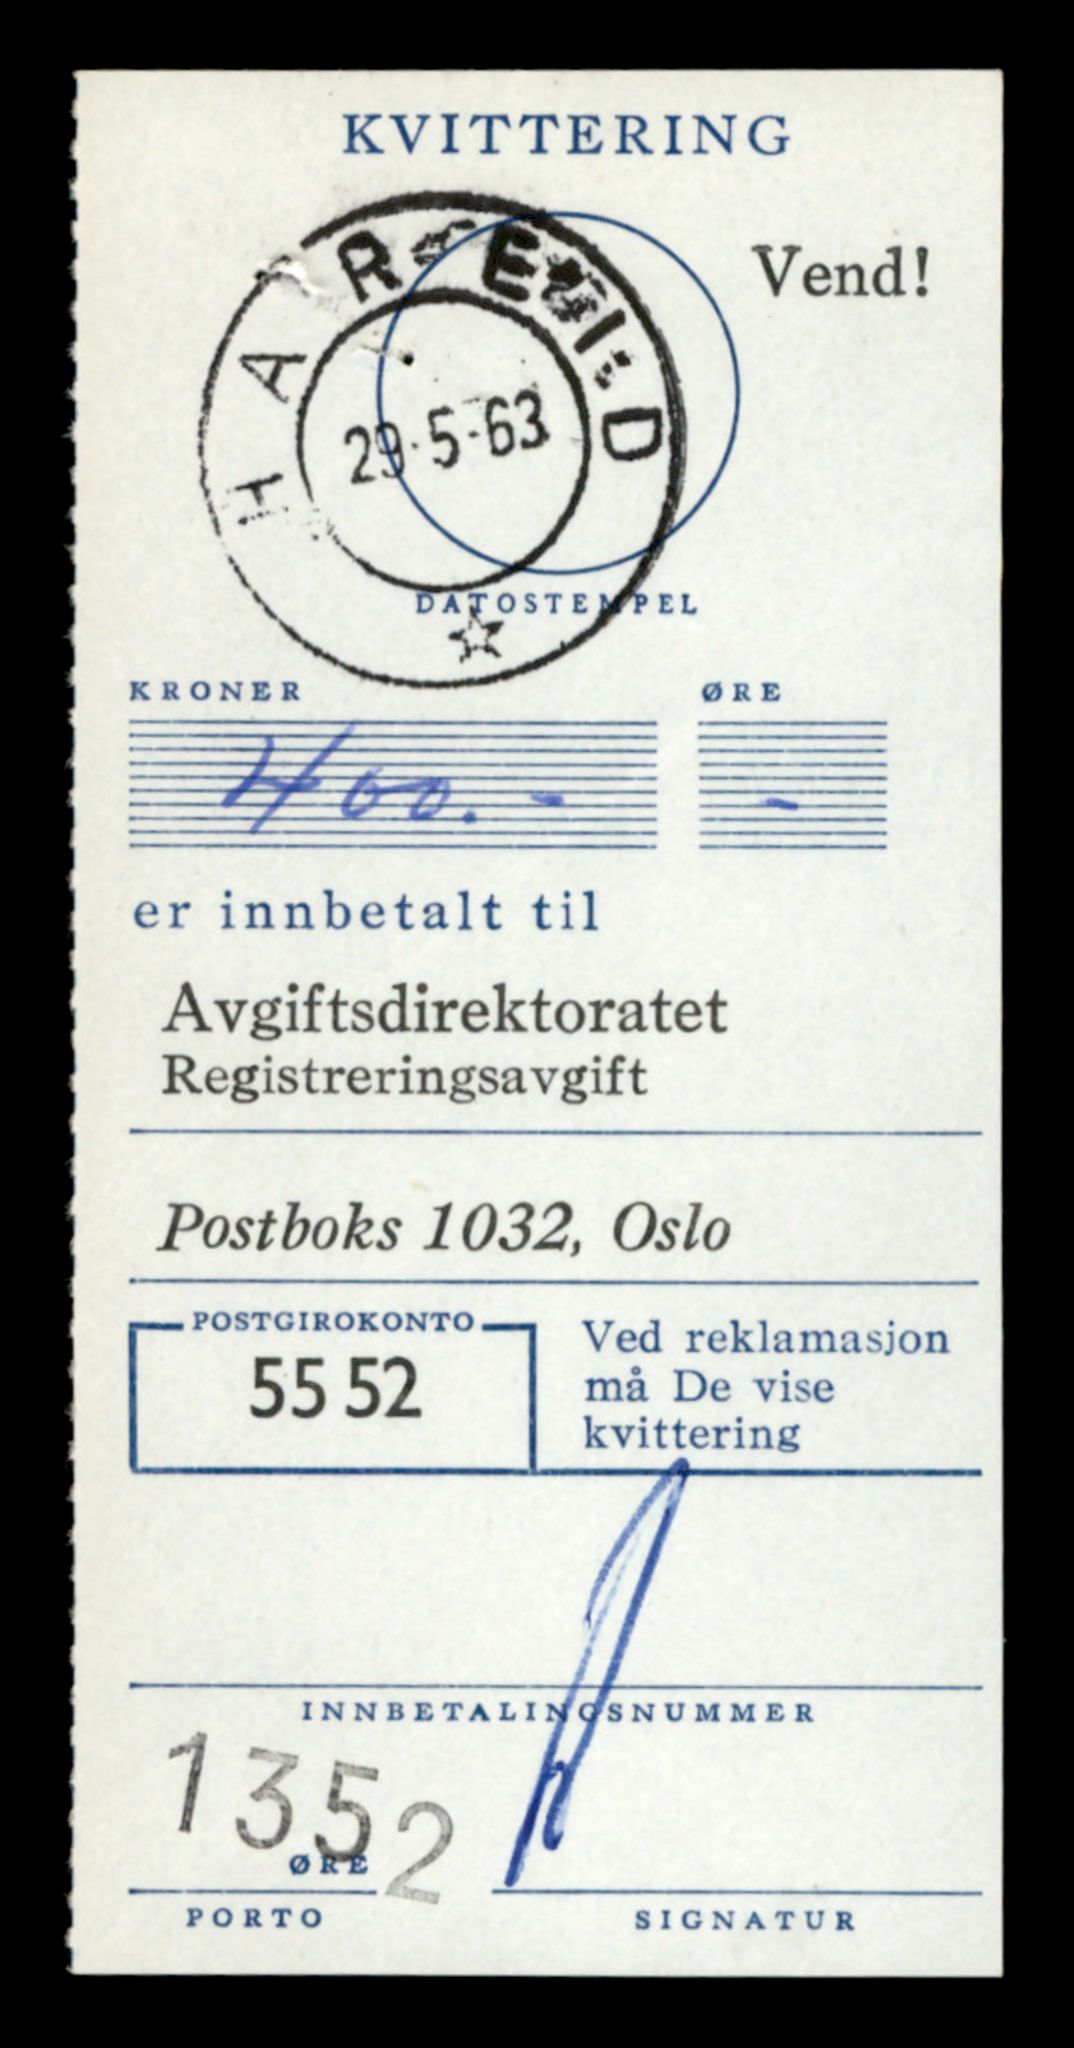 KVITTERING
HAREID
Vend!
29·5·63
DATOSTEMPEL
KRONER ØRE
400.- -
er innbetalt til
Avgiftsdirektoratet
Registreringsavgift
Postboks 1032, Oslo
POSTGIROKONTO
55 52
Ved reklamasjon
må De vise
kvittering
INNBETALINGSNUMMER
1352
ØRE
PORTO
SIGNATUR